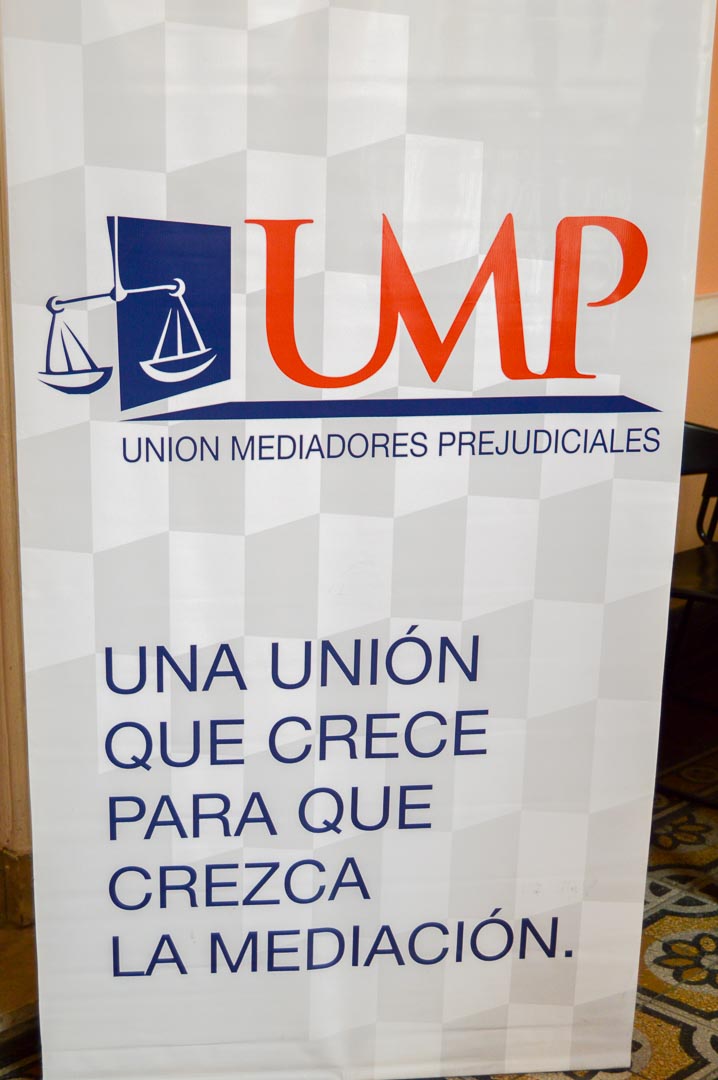 UMP
UNION MEDIADORES PREJUDICIALES
UNA UNIÓN
QUE CRECE
PARA QUE
CREZCA
LA MEDIACIÓN.